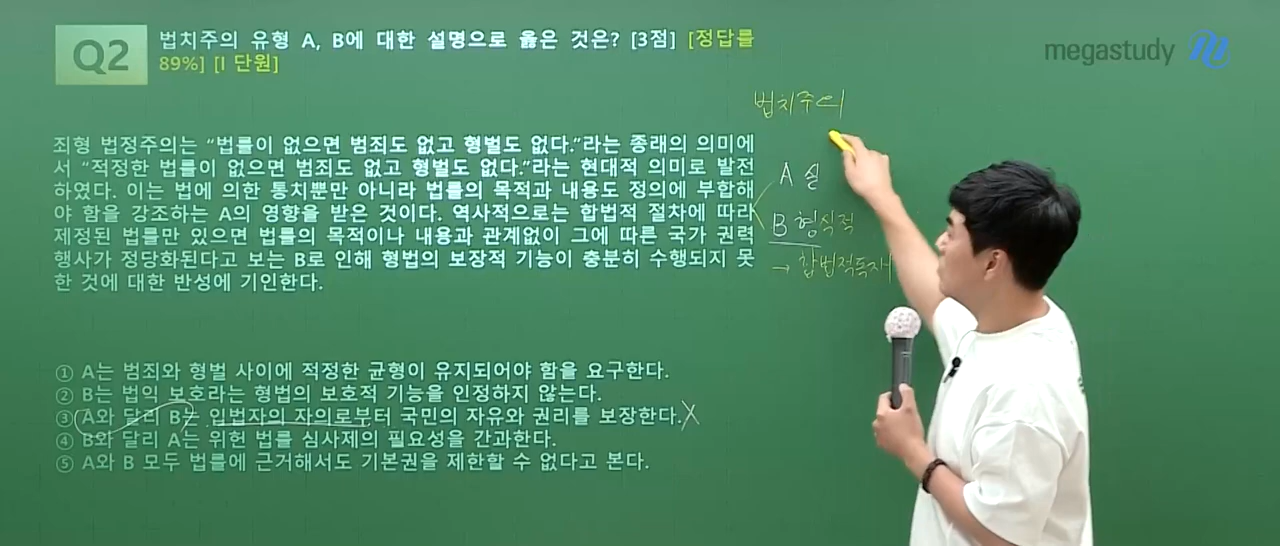 Q2
법치주의 유형 A, B에 대한 설명으로 옳은 것은? [3점] [정답률
89%] [I 단원]
megastudy
법치주의
죄형 법정주의는 “법률이 없으면 범죄도 없고 형벌도 없다.”라는 종래의 의미에
서 “적정한 법률이 없으면 범죄도 없고 형벌도 없다.”라는 현대적 의미로 발전
하였다. 이는 법에 의한 통치뿐만 아니라 법률의 목적과 내용도 정의에 부합해
야 함을 강조하는 A의 영향을 받은 것이다. 역사적으로는 합법적 절차에 따라
제정된 법률만 있으면 법률의 목적이나 내용과 관계없이 그에 따른 국가 권력
행사가 정당화된다고 보는 B로 인해 형법의 보장적 기능이 충분히 수행되지 못
한 것에 대한 반성에 기인한다.
A 실
B 형식적
→ 합법적독재
① A는 범죄와 형벌 사이에 적정한 균형이 유지되어야 함을 요구한다.
② B는 법익 보호라는 형법의 보호적 기능을 인정하지 않는다.
③ A와 달리 B는 입법자의 자의로부터 국민의 자유와 권리를 보장한다. X
④ B와 달리 A는 위헌 법률 심사제의 필요성을 간과한다.
⑤ A와 B 모두 법률에 근거해서도 기본권을 제한할 수 없다고 본다.